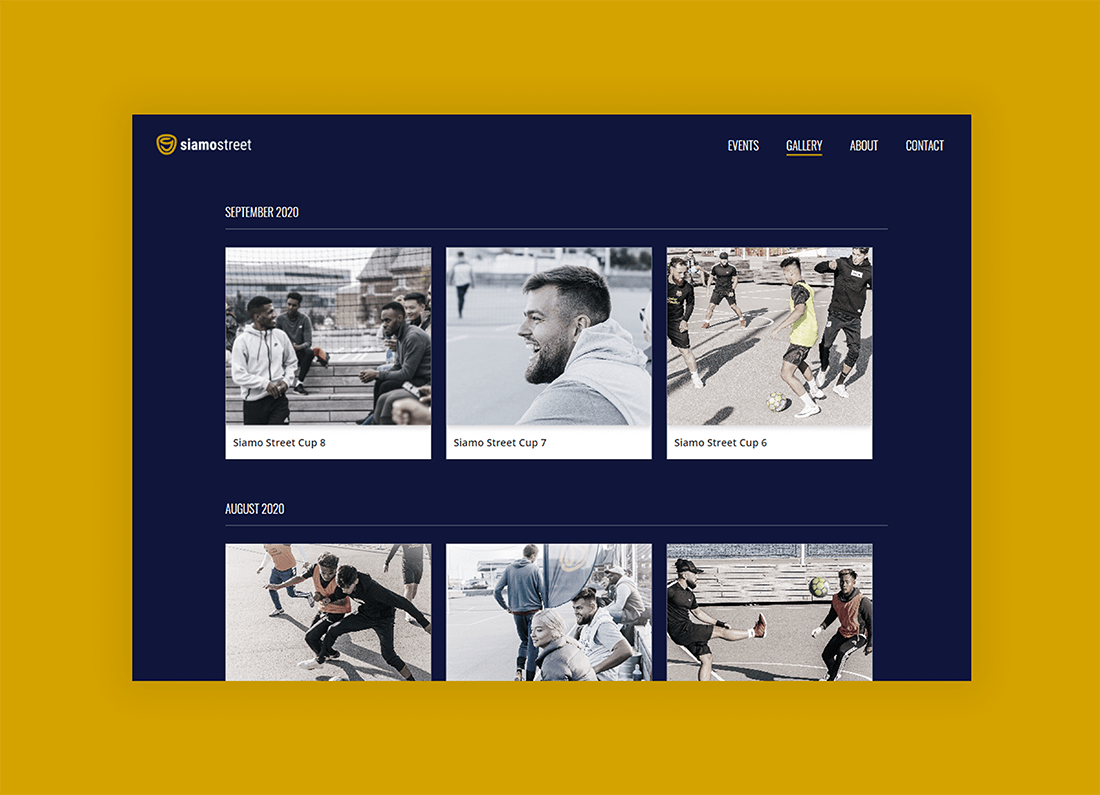 siamostreet
EVENTS GALLERY ABOUT CONTACT
SEPTEMBER 2020
Siamo Street Cup 8
Siamo Street Cup 7
Siamo Street Cup 6
AUGUST 2020